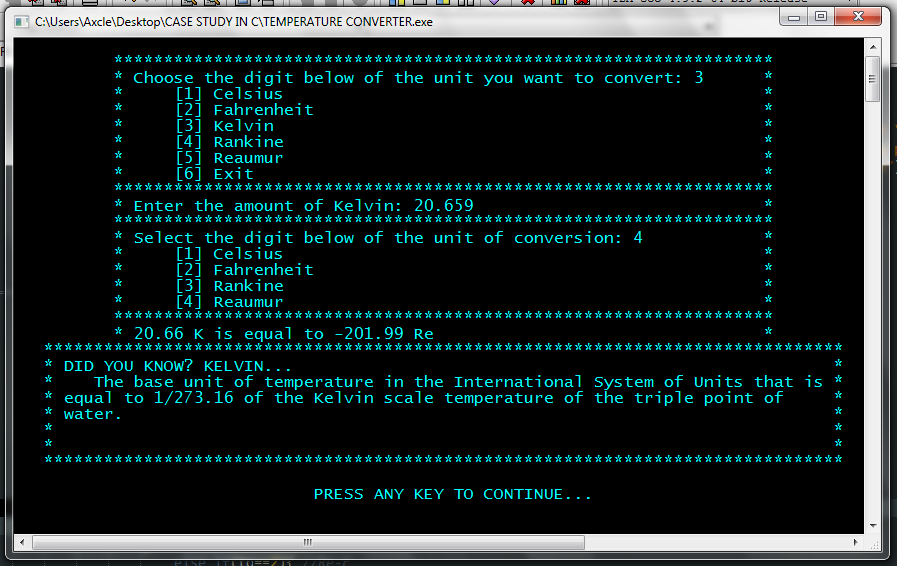 C:\Users\Axcle\Desktop\CASE STUDY IN C\TEMPERATURE CONVERTER.exe
******************************************************************
* Choose the digit below of the unit you want to convert: 3 *
* [1] Celsius *
* [2] Fahrenheit *
* [3] Kelvin *
* [4] Rankine *
* [5] Reaumur *
* [6] Exit *
******************************************************************
* Enter the amount of Kelvin: 20.659 *
******************************************************************
* Select the digit below of the unit of conversion: 4 *
* [1] Celsius *
* [2] Fahrenheit *
* [3] Rankine *
* [4] Reaumur *
******************************************************************
* 20.66 K is equal to -201.99 Re *
********************************************************************************
* DID YOU KNOW? KELVIN... *
* The base unit of temperature in the International System of Units that is *
* equal to 1/273.16 of the Kelvin scale temperature of the triple point of *
* water. *
* *
* *
********************************************************************************
PRESS ANY KEY TO CONTINUE...